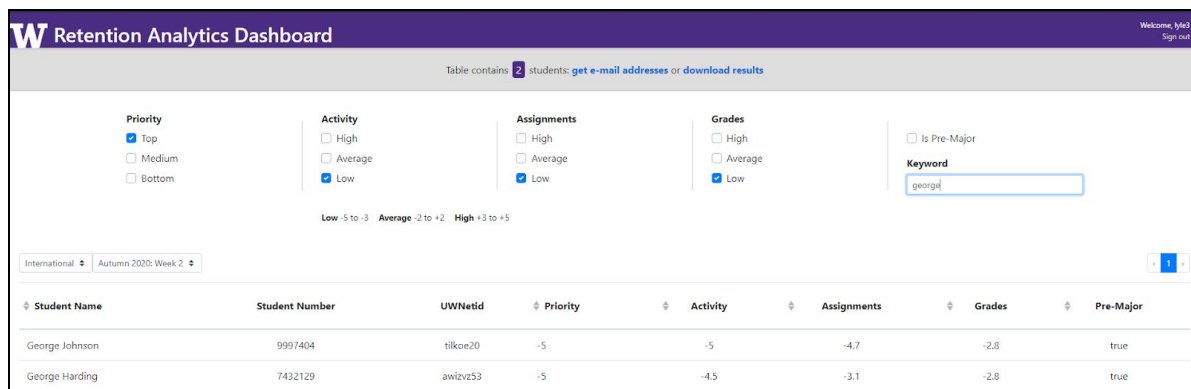 W Retention Analytics Dashboard
Welcome, lyle3
Sign out
Table contains 2 students: get e-mail addresses or download results
Priority
Top
Medium
Bottom
Activity
High
Average
Low
Assignments
High
Average
Low
Grades
High
Average
Low
Is Pre-Major
Keyword
george
Low -5 to -3 Average -2 to +2 High +3 to +5
International Autumn 2020: Week 2
1
Student Name Student Number UWNetid Priority Activity Assignments Grades Pre-Major
George Johnson 9997404 tilkoe20 -5 -5 -4.7 -2.8 true
George Harding 7432129 awizvz53 -5 -4.5 -3.1 -2.8 true